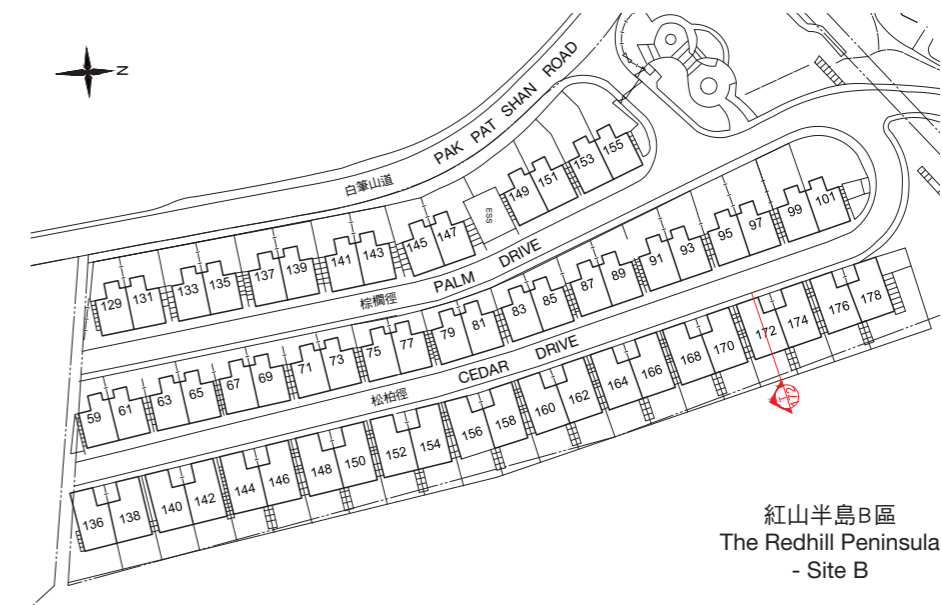 N
PAK PAT SHAN ROAD
白筆山道
149 151 153 155
ESS
129 131 133 135 137 139 141 143 145 147
棕櫚徑 PALM DRIVE
59 61 63 65 67 69 71 73 75 77 79 81 83 85 87 89 91 93 95 97 99 101
松柏徑 CEDAR DRIVE
136 138 140 142 144 146 148 150 152 154 156 158 160 162 164 166 168 170 172 174 176 178
紅山半島B區
The Redhill Peninsula
- Site B